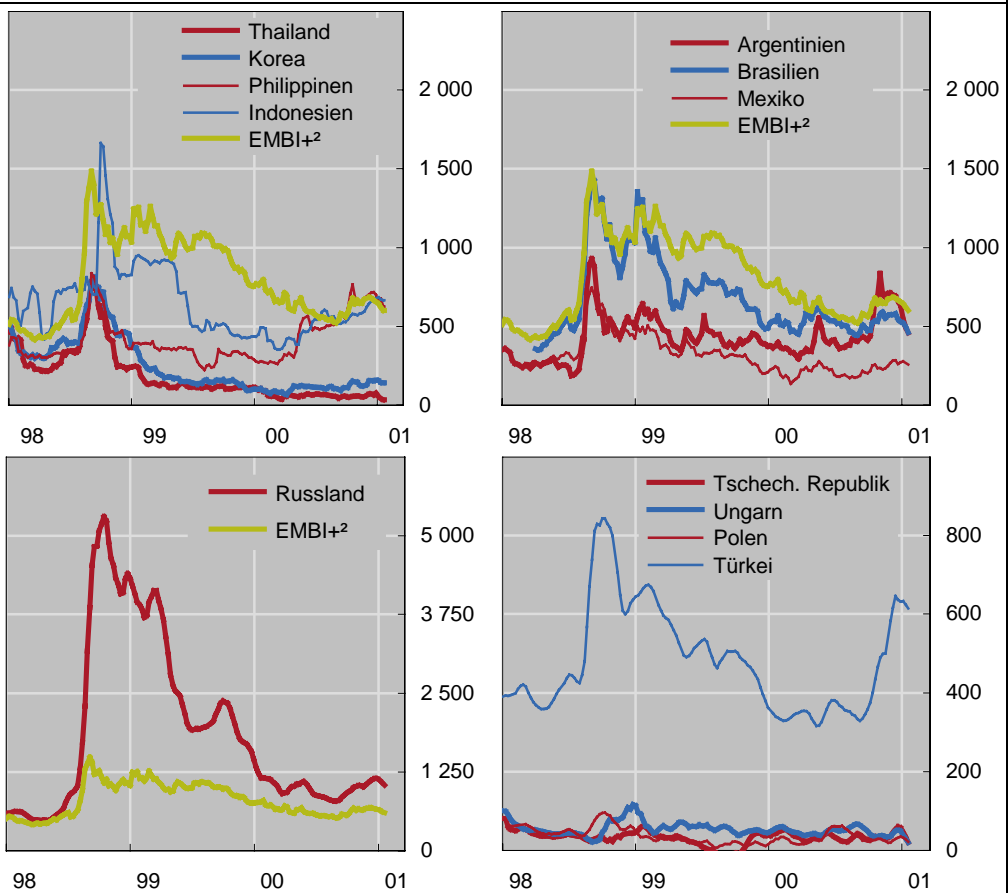 Thailand
Korea
Philippinen
Indonesien
EMBI+²
2 000
1 500
1 000
500
0
98 99 00 01
Argentinien
Brasilien
Mexiko
EMBI+²
2 000
1 500
1 000
500
0
98 99 00 01
Russland
EMBI+²
5 000
3 750
2 500
1 250
0
98 99 00 01
Tschech. Republik
Ungarn
Polen
Türkei
800
600
400
200
0
98 99 00 01